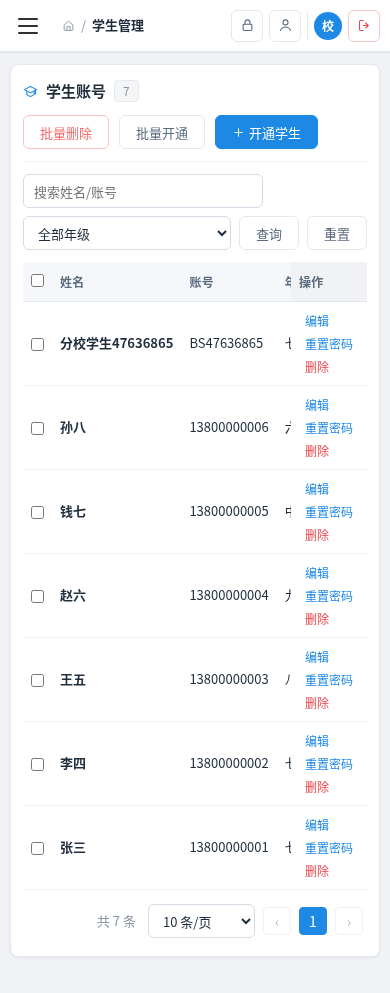 / 学生管理 校
学生账号 7
批量删除 批量开通 + 开通学生
搜索姓名/账号
全部年级 查询 重置
姓名 账号 操作
分校学生47636865 BS47636865 编辑 重置密码 删除
孙八 13800000006 编辑 重置密码 删除
钱七 13800000005 编辑 重置密码 删除
赵六 13800000004 编辑 重置密码 删除
王五 13800000003 编辑 重置密码 删除
李四 13800000002 编辑 重置密码 删除
张三 13800000001 编辑 重置密码 删除
共 7 条 10 条/页 ‹ 1 ›